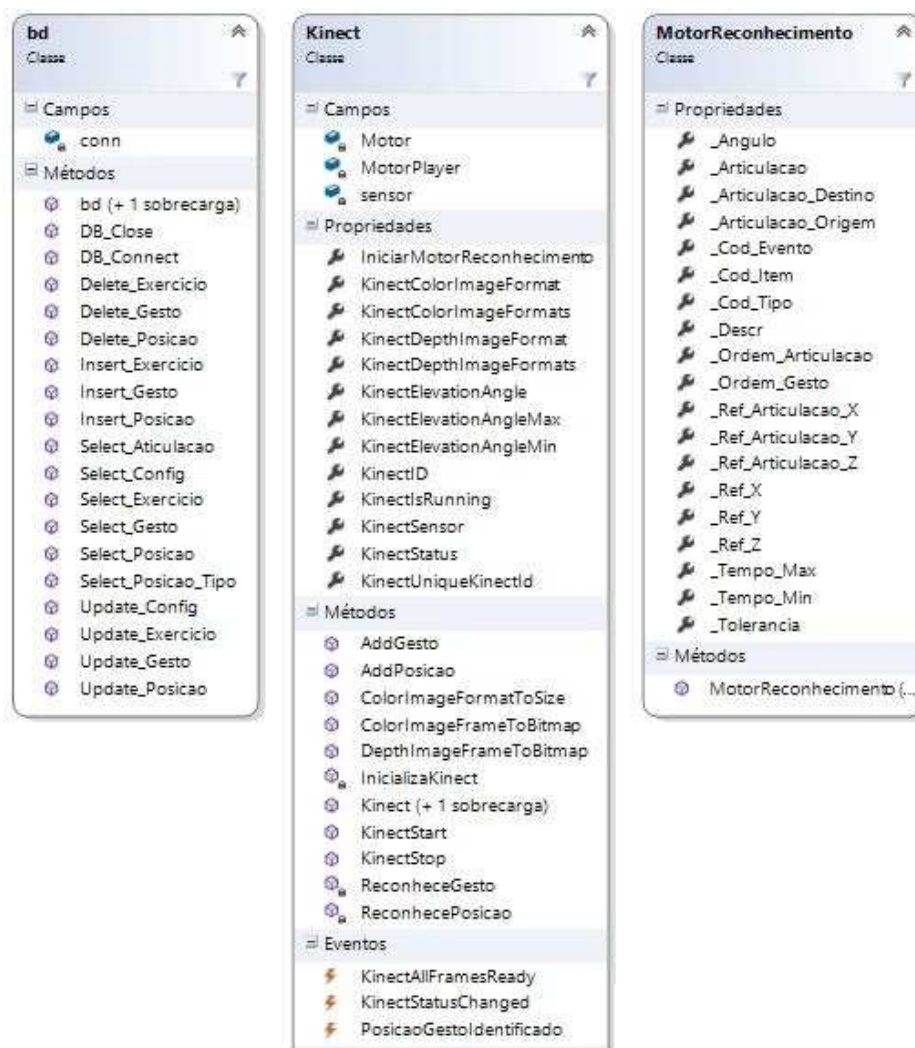 bd
Classe
Campos
conn
Métodos
bd (+ 1 sobrecarga)
DB_Close
DB_Connect
Delete_Exercicio
Delete_Gesto
Delete_Posicao
Insert_Exercicio
Insert_Gesto
Insert_Posicao
Select_Aticulacao
Select_Config
Select_Exercicio
Select_Gesto
Select_Posicao
Select_Posicao_Tipo
Update_Config
Update_Exercicio
Update_Gesto
Update_Posicao
Kinect
Classe
Campos
Motor
MotorPlayer
sensor
Propriedades
IniciarMotorReconhecimento
KinectColorImageFormat
KinectColorImageFormats
KinectDepthImageFormat
KinectDepthImageFormats
KinectElevationAngle
KinectElevationAngleMax
KinectElevationAngleMin
KinectID
KinectIsRunning
KinectSensor
KinectStatus
KinectUniqueKinectId
Métodos
AddGesto
AddPosicao
ColorImageFormatToSize
ColorImageFrameToBitmap
DepthImageFrameToBitmap
InicializaKinect
Kinect (+ 1 sobrecarga)
KinectStart
KinectStop
ReconheceGesto
ReconhecePosicao
Eventos
KinectAllFramesReady
KinectStatusChanged
PosicaoGestoIdentificado
MotorReconhecimento
Classe
Propriedades
_Angulo
_Articulacao
_Articulacao_Destino
_Articulacao_Origem
_Cod_Evento
_Cod_Item
_Cod_Tipo
_Descr
_Ordem_Articulacao
_Ordem_Gesto
_Ref_Articulacao_X
_Ref_Articulacao_Y
_Ref_Articulacao_Z
_Ref_X
_Ref_Y
_Ref_Z
_Tempo_Max
_Tempo_Min
_Tolerancia
Métodos
MotorReconhecimento (...